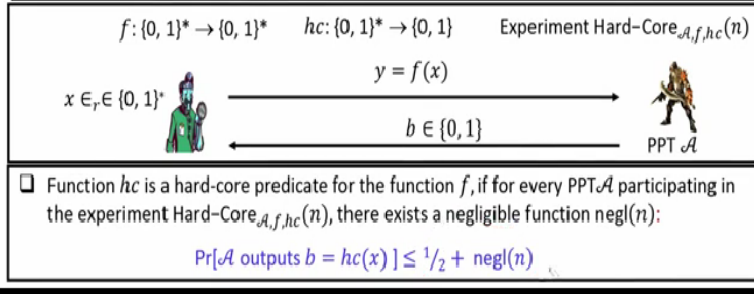 f: {0, 1}* → {0, 1}*   hc: {0, 1}* → {0, 1}   Experiment Hard−Core𝒜,f,hc(n)
y = f(x)
x ∈r∈ {0, 1}*
b ∈ {0, 1}
PPT 𝒜
❑ Function hc is a hard-core predicate for the function f, if for every PPT𝒜 participating in
the experiment Hard−Core𝒜,f,hc(n), there exists a negligible function negl(n):
Pr[𝒜 outputs b = hc(x) ] ≤ 1/2 + negl(n)